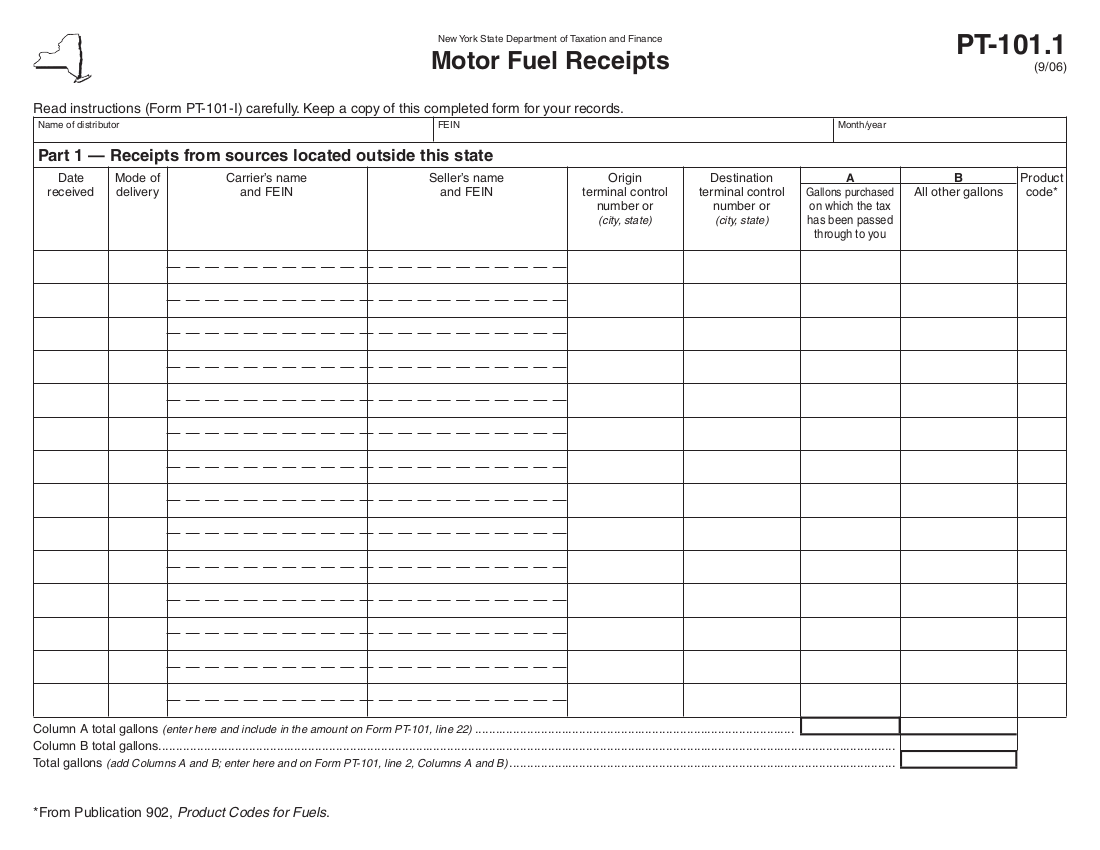 New York State Department of Taxation and Finance
Motor Fuel Receipts
PT-101.1
(9/06)
Read instructions (Form PT-101-I) carefully. Keep a copy of this completed form for your records.
Name of distributor
FEIN
Month/year
Part 1 — Receipts from sources located outside this state
Date
received
Mode of
delivery
Carrier's name
and FEIN
Seller's name
and FEIN
Origin
terminal control
number or
(city, state)
Destination
terminal control
number or
(city, state)
A
Gallons purchased
on which the tax
has been passed
through to you
B
All other gallons
Product
code*
Column A total gallons (enter here and include in the amount on Form PT-101, line 22)
Column B total gallons
Total gallons (add Columns A and B; enter here and on Form PT-101, line 2, Columns A and B)
*From Publication 902, Product Codes for Fuels.